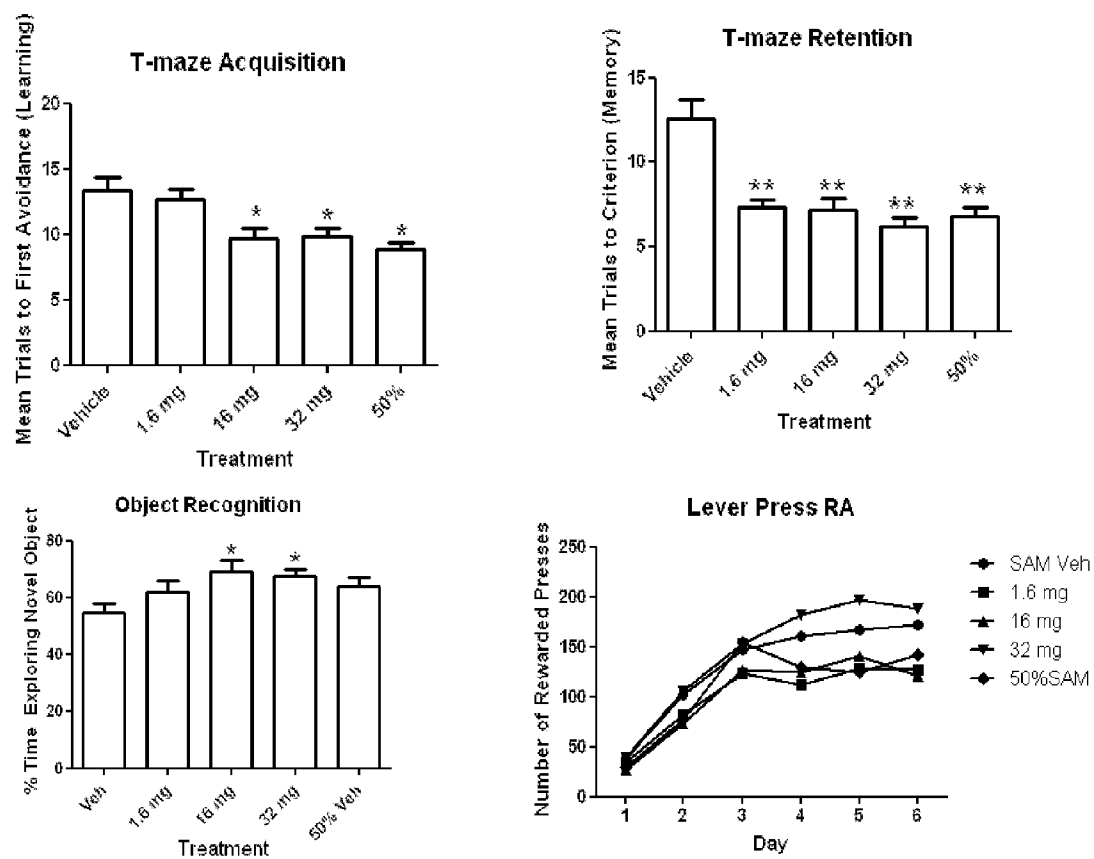 T-maze Acquisition
Mean Trials to First Avoidance (Learning)
20
15
10
5
0
*
*
*
Vehicle
1.6 mg
16 mg
32 mg
50%
Treatment
T-maze Retention
Mean Trials to Criterion (Memory)
15
10
5
0
**
**
**
**
Vehicle
1.6 mg
16 mg
32 mg
50%
Treatment
Object Recognition
% Time Exploring Novel Object
80
60
40
20
0
*
*
Veh
1.6 mg
16 mg
32 mg
50% Veh
Treatment
Lever Press RA
Number of Rewarded Presses
250
200
150
100
50
0
1 2 3 4 5 6
Day
SAM Veh
1.6 mg
16 mg
32 mg
50%SAM